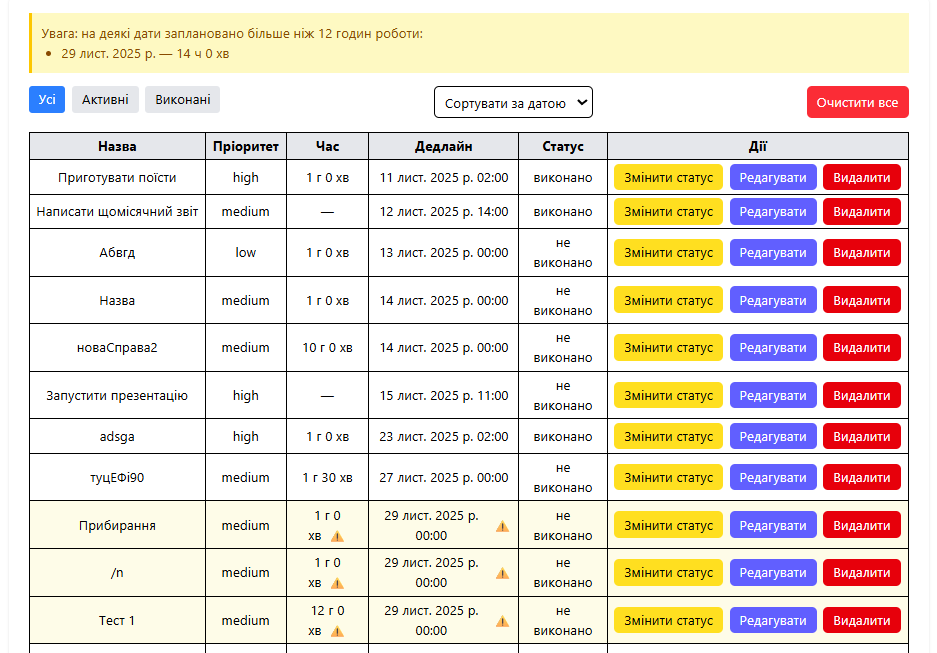 Увага: на деякі дати заплановано більше ніж 12 годин роботи:
29 лист. 2025 р. — 14 ч 0 хв
Усі Активні Виконані Сортувати за датою Очистити все
Назва Пріоритет Час Дедлайн Статус Дії
Приготувати поїсти high 1 г 0 хв 11 лист. 2025 р. 02:00 виконано Змінити статус Редагувати Видалити
Написати щомісячний звіт medium — 12 лист. 2025 р. 14:00 виконано Змінити статус Редагувати Видалити
Абвгд low 1 г 0 хв 13 лист. 2025 р. 00:00 не
виконано Змінити статус Редагувати Видалити
Назва medium 1 г 0 хв 14 лист. 2025 р. 00:00 не
виконано Змінити статус Редагувати Видалити
новаСправа2 medium 10 г 0 хв 14 лист. 2025 р. 00:00 не
виконано Змінити статус Редагувати Видалити
Запустити презентацію high — 15 лист. 2025 р. 11:00 не
виконано Змінити статус Редагувати Видалити
adsga high 1 г 0 хв 23 лист. 2025 р. 02:00 виконано Змінити статус Редагувати Видалити
туцЕФі90 medium 1 г 30 хв 27 лист. 2025 р. 00:00 не
виконано Змінити статус Редагувати Видалити
Прибирання medium 1 г 0
хв 29 лист. 2025 р.
00:00 не
виконано Змінити статус Редагувати Видалити
/n medium 1 г 0
хв 29 лист. 2025 р.
00:00 не
виконано Змінити статус Редагувати Видалити
Тест 1 medium 12 г 0
хв 29 лист. 2025 р.
00:00 не
виконано Змінити статус Редагувати Видалити